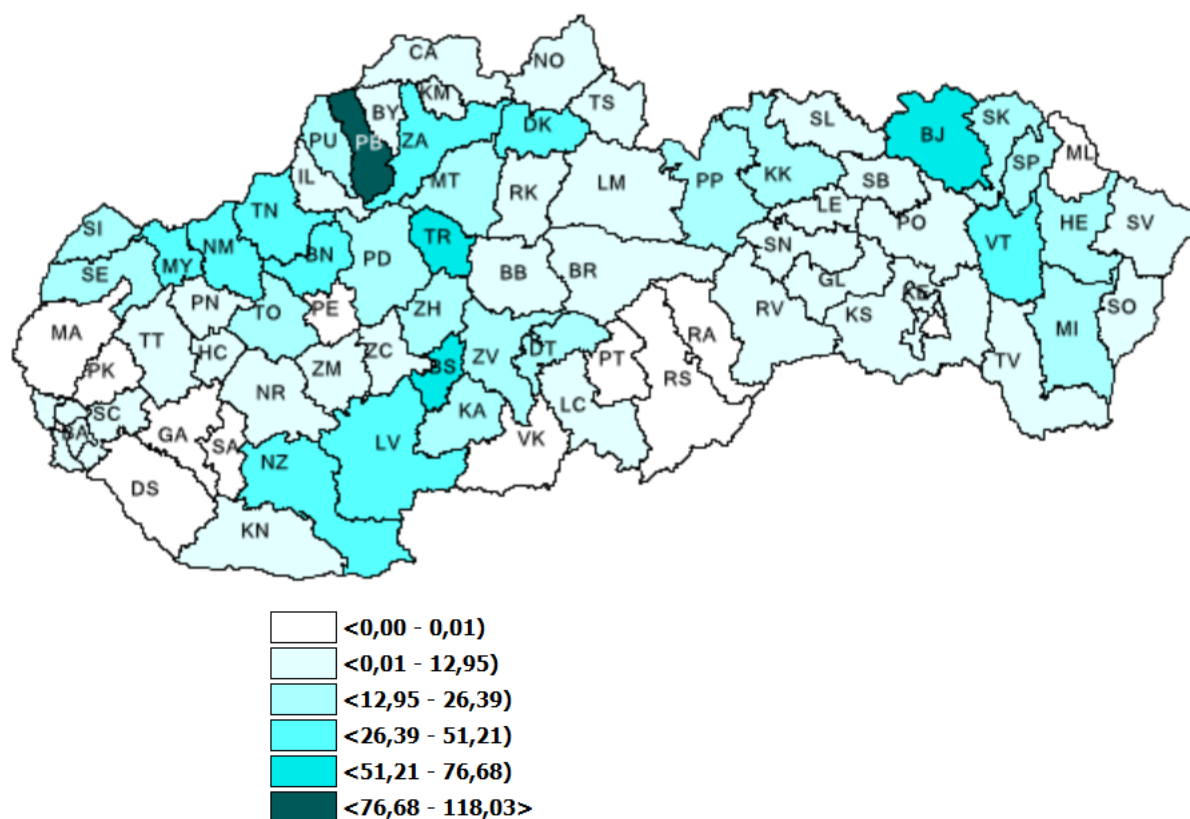 CA
NO
KM
TS
BY
PU
PB
ZA
DK
SL
BJ
SK
SP
ML
IL
MT
RK
LM
PP
KK
SB
TN
LE
PO
HE
SV
SI
NM
BN
PD
TR
SN
VT
SE
MY
BB
BR
GL
PN
TO
PE
ZH
RV
KS
KE
SO
MA
TT
HC
ZM
ZC
ZV
DT
PT
RA
MI
PK
NR
BS
RS
TV
SC
KA
LC
BA
GA
SA
LV
VK
NZ
DS
KN
<0,00 - 0,01)
<0,01 - 12,95)
<12,95 - 26,39)
<26,39 - 51,21)
<51,21 - 76,68)
<76,68 - 118,03>